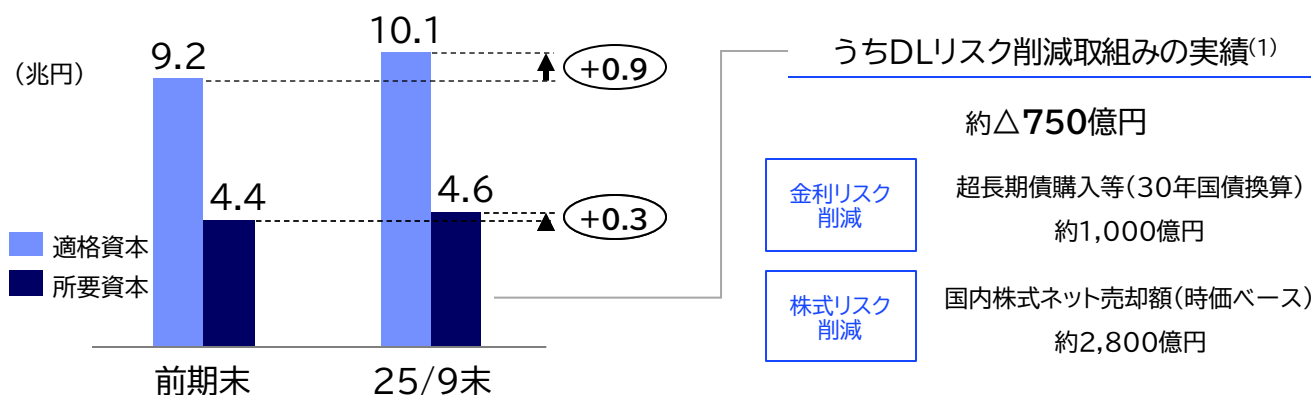 （兆円）
9.2
10.1
+0.9
4.4
4.6
+0.3
適格資本
所要資本
前期末
25/9末
うちDLリスク削減取組みの実績(1)
約△750億円
金利リスク
削減
超長期債購入等(30年国債換算)
約1,000億円
株式リスク
削減
国内株式ネット売却額(時価ベース)
約2,800億円